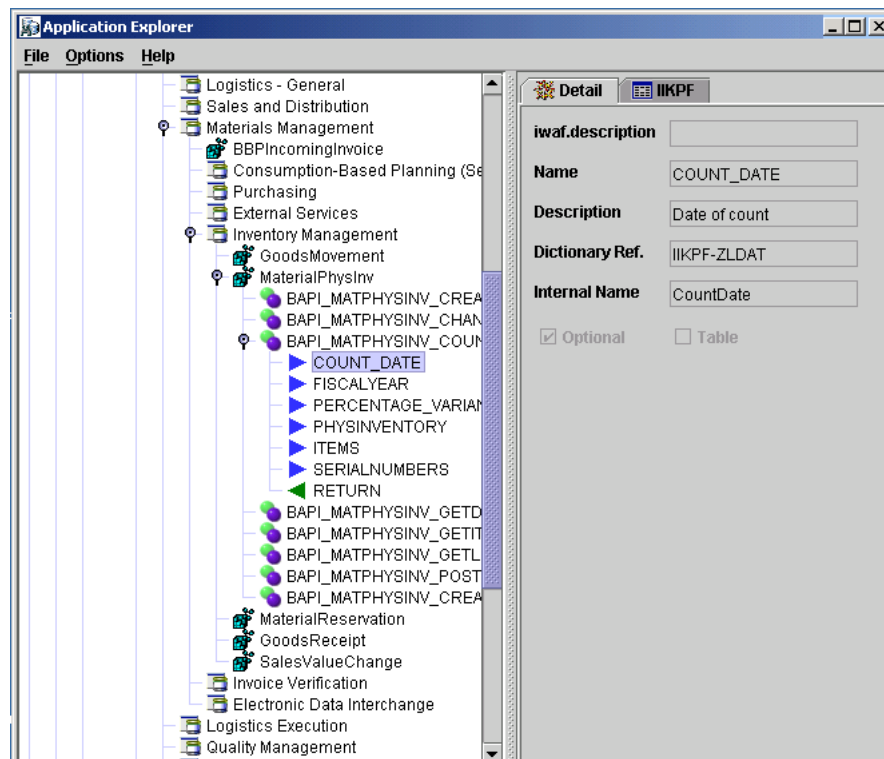 Application Explorer
File Options Help
Logistics - General
Sales and Distribution
Materials Management
BBPIncomingInvoice
Consumption-Based Planning (Se
Purchasing
External Services
Inventory Management
GoodsMovement
MaterialPhysInv
BAPI_MATPHYSINV_CREA
BAPI_MATPHYSINV_CHAN
BAPI_MATPHYSINV_COUN
COUNT_DATE
FISCALYEAR
PERCENTAGE_VARIAN
PHYSINVENTORY
ITEMS
SERIALNUMBERS
RETURN
BAPI_MATPHYSINV_GETD
BAPI_MATPHYSINV_GETIT
BAPI_MATPHYSINV_GETL
BAPI_MATPHYSINV_POST
BAPI_MATPHYSINV_CREA
MaterialReservation
GoodsReceipt
SalesValueChange
Invoice Verification
Electronic Data Interchange
Logistics Execution
Quality Management
Detail IIKPF
iwaf.description
Name COUNT_DATE
Description Date of count
Dictionary Ref. IIKPF-ZLDAT
Internal Name CountDate
Optional Table